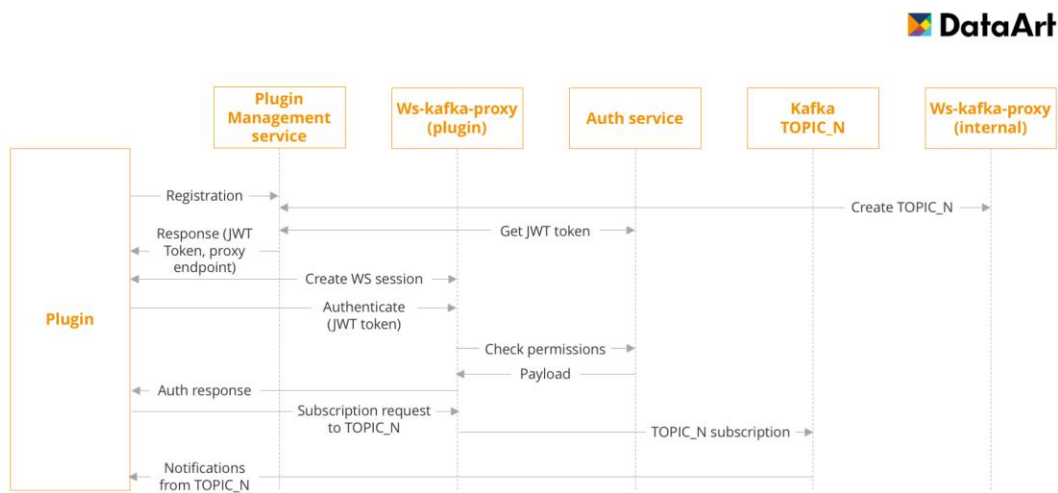 DataArt
Plugin
Management
service
Ws-kafka-proxy
(plugin)
Auth service
Kafka
TOPIC_N
Ws-kafka-proxy
(internal)
Registration
Create TOPIC_N
Get JWT token
Response (JWT
Token, proxy
endpoint)
Create WS session
Authenticate
(JWT token)
Plugin
Check permissions
Payload
Auth response
Subscription request
to TOPIC_N
TOPIC_N subscription
Notifications
from TOPIC_N